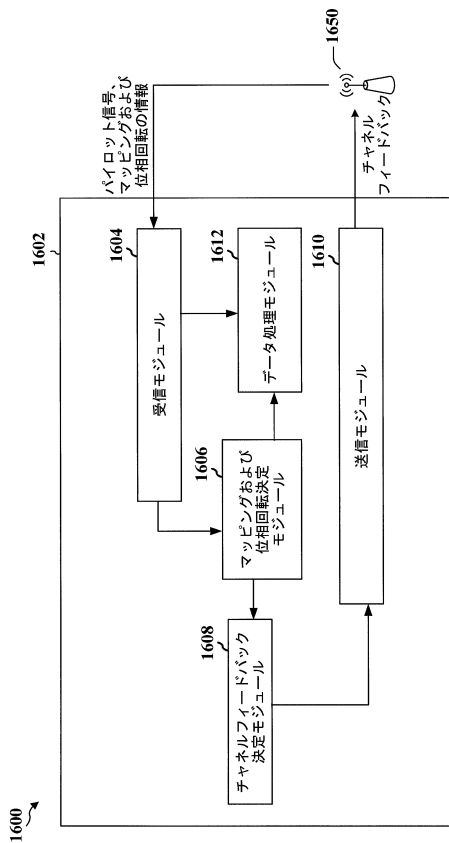 1600
1602
パイロット信号、
マッピングおよび
位相回転の情報
1650
1604
受信モジュール
1612
データ処理モジュール
1606
マッピングおよび
位相回転決定
モジュール
1608
チャネルフィードバック
決定モジュール
1610
送信モジュール
チャネル
フィードバック